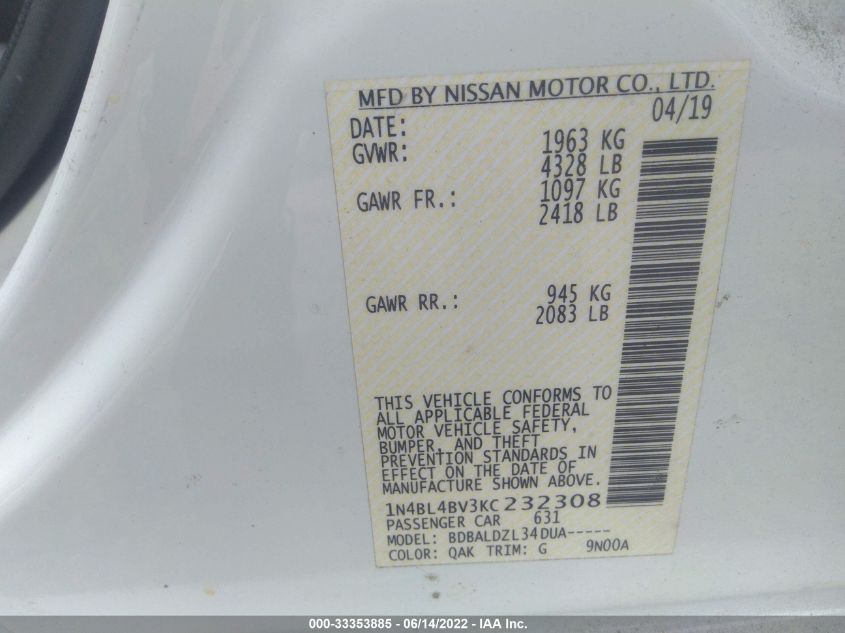 MFD BY NISSAN MOTOR CO., LTD.
DATE: 04/19
GVWR: 1963 KG
4328 LB
GAWR FR.: 1097 KG
2418 LB
GAWR RR.: 945 KG
2083 LB
THIS VEHICLE CONFORMS TO
ALL APPLICABLE FEDERAL
MOTOR VEHICLE SAFETY,
BUMPER, AND THEFT
PREVENTION STANDARDS IN
EFFECT ON THE DATE OF
MANUFACTURE SHOWN ABOVE.
1N4BL4BV3KC232308
PASSENGER CAR 631
MODEL: BDBALDZL34DUA-----
COLOR: QAK TRIM: G 9N00A
000-33353885 - 06/14/2022 - IAA Inc.